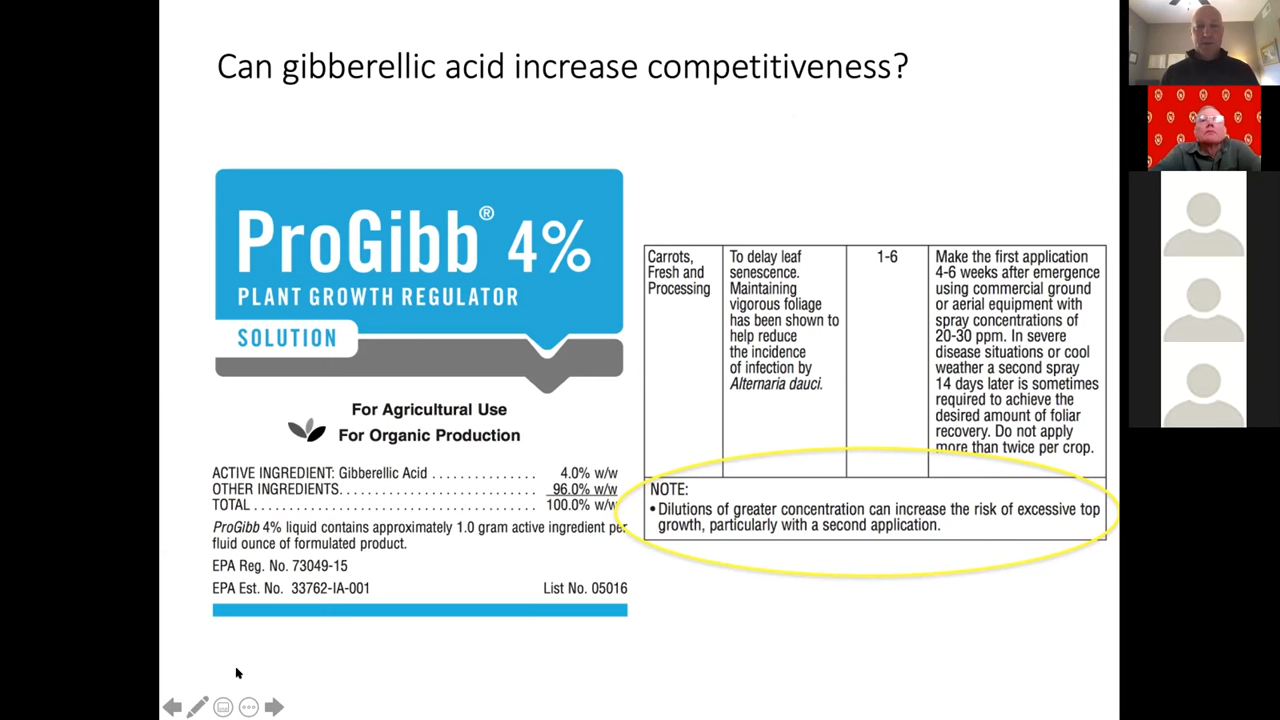 Can gibberellic acid increase competitiveness?
ProGibb® 4%
PLANT GROWTH REGULATOR
SOLUTION
For Agricultural Use
For Organic Production
ACTIVE INGREDIENT: Gibberellic Acid . . . . . . . . . . . . . . . 4.0% w/w
OTHER INGREDIENTS. . . . . . . . . . . . . . . . . . . . . . . . . 96.0% w/w
TOTAL . . . . . . . . . . . . . . . . . . . . . . . . . . . . . . . . . . 100.0% w/w
ProGibb 4% liquid contains approximately 1.0 gram active ingredient per
fluid ounce of formulated product.
EPA Reg. No. 73049-15
EPA Est. No. 33762-IA-001 List No. 05016
Carrots,
Fresh and
Processing
To delay leaf
senescence.
Maintaining
vigorous foliage
has been shown to
help reduce
the incidence
of infection by
Alternaria dauci.
1-6
Make the first application
4-6 weeks after emergence
using commercial ground
or aerial equipment with
spray concentrations of
20-30 ppm. In severe
disease situations or cool
weather a second spray
14 days later is sometimes
required to achieve the
desired amount of foliar
recovery. Do not apply
more than twice per crop.
NOTE:
• Dilutions of greater concentration can increase the risk of excessive top
growth, particularly with a second application.